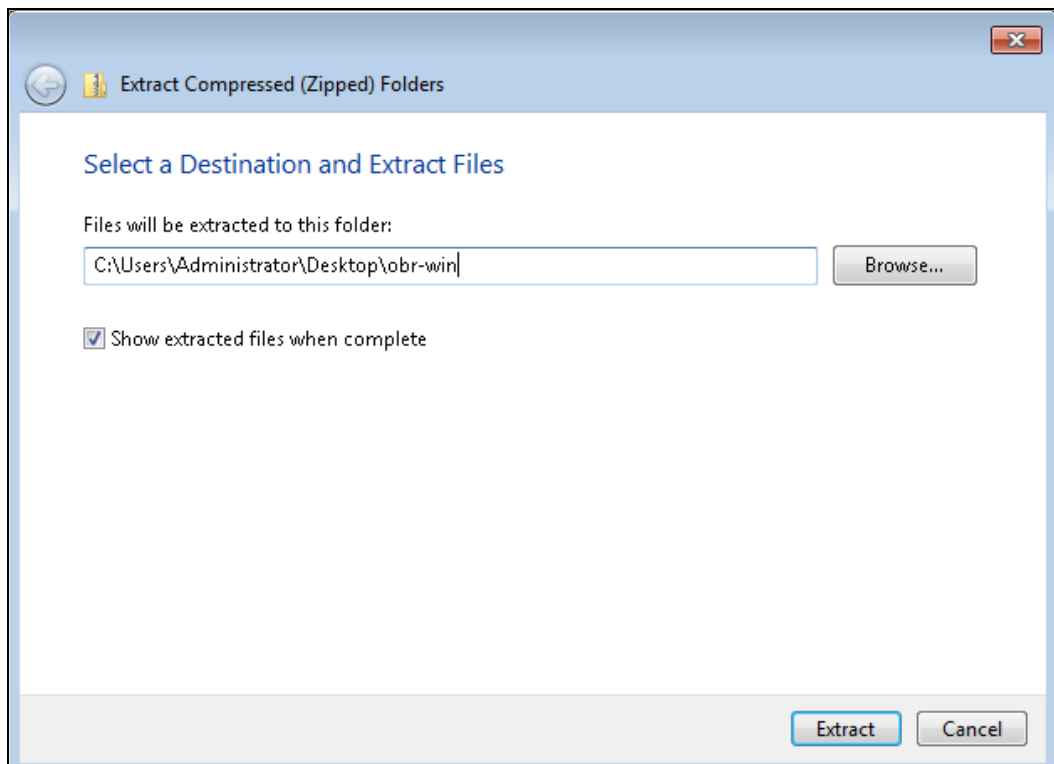 Extract Compressed (Zipped) Folders
Select a Destination and Extract Files
Files will be extracted to this folder:
C:\Users\Administrator\Desktop\obr-win
Browse...
Show extracted files when complete
Extract
Cancel